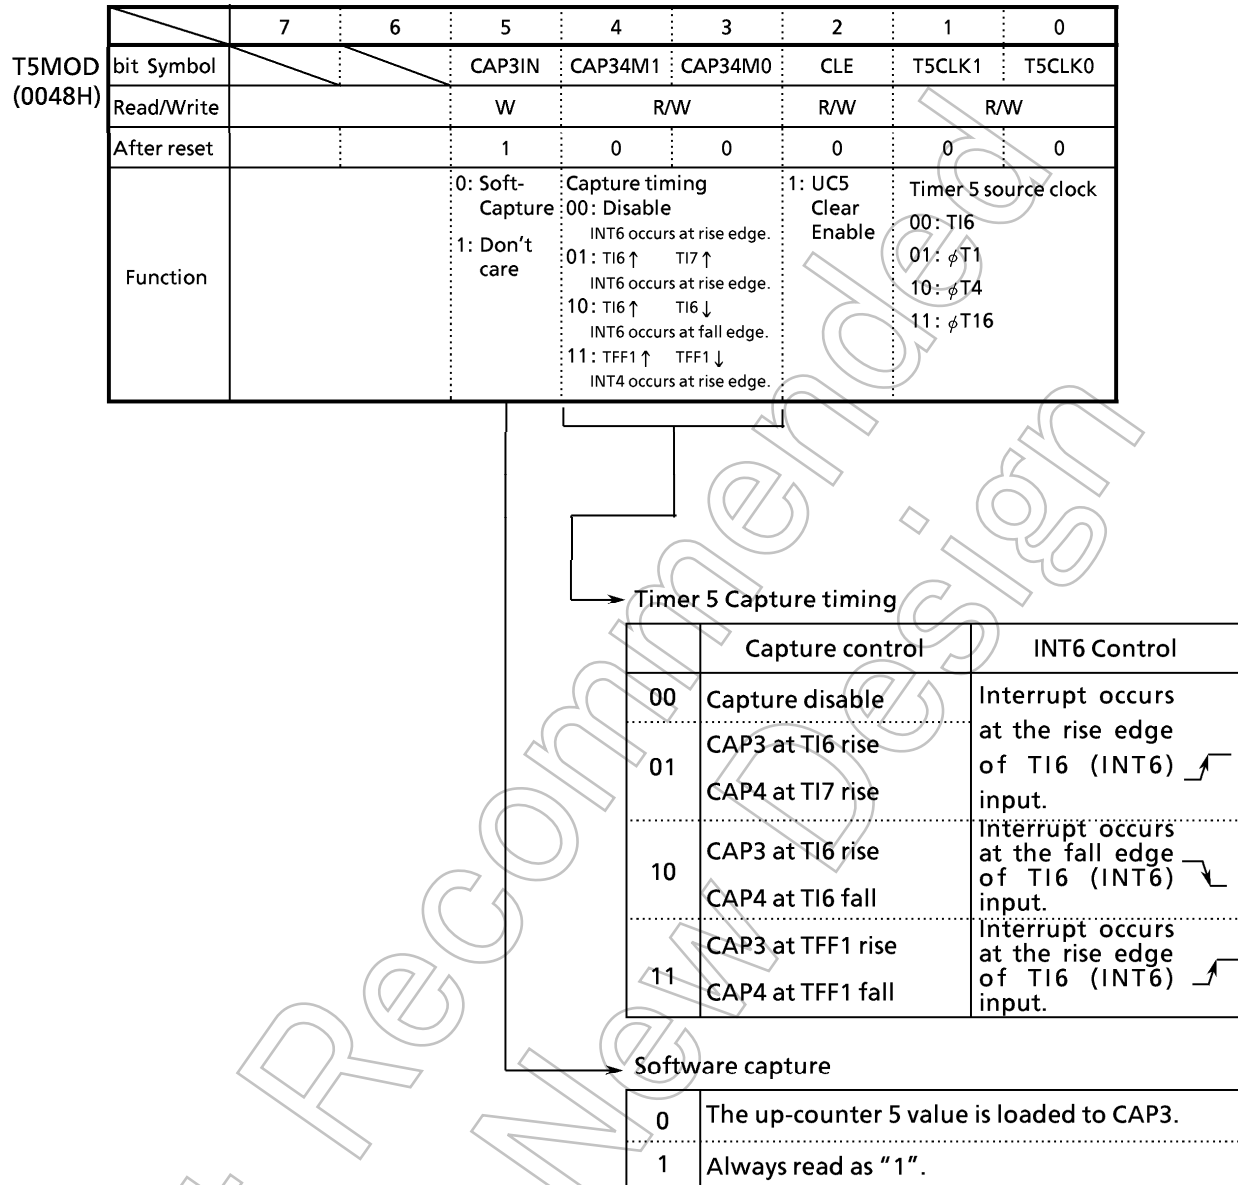 7 6 5 4 3 2 1 0
T5MOD (0048H)
bit Symbol CAP3IN CAP34M1 CAP34M0 CLE T5CLK1 T5CLK0
Read/Write W R/W R/W R/W
After reset 1 0 0 0 0 0
Function
0: Soft-
Capture
1: Don't
care
Capture timing
00: Disable
INT6 occurs at rise edge.
01: TI6↑ TI7↑
INT6 occurs at rise edge.
10: TI6↑ TI6↓
INT6 occurs at fall edge.
11: TFF1↑ TFF1↓
INT4 occurs at rise edge.
1: UC5
Clear
Enable
Timer 5 source clock
00: TI6
01: ϕT1
10: ϕT4
11: ϕT16
Timer 5 Capture timing
Capture control INT6 Control
00 Capture disable
01 CAP3 at TI6 rise
CAP4 at TI7 rise
Interrupt occurs
at the rise edge
of TI6 (INT6)
input.
10 CAP3 at TI6 rise
CAP4 at TI6 fall
Interrupt occurs
at the fall edge
of TI6 (INT6)
input.
11 CAP3 at TFF1 rise
CAP4 at TFF1 fall
Interrupt occurs
at the rise edge
of TI6 (INT6)
input.
Software capture
0 The up-counter 5 value is loaded to CAP3.
1 Always read as "1".
Recommended
New Design